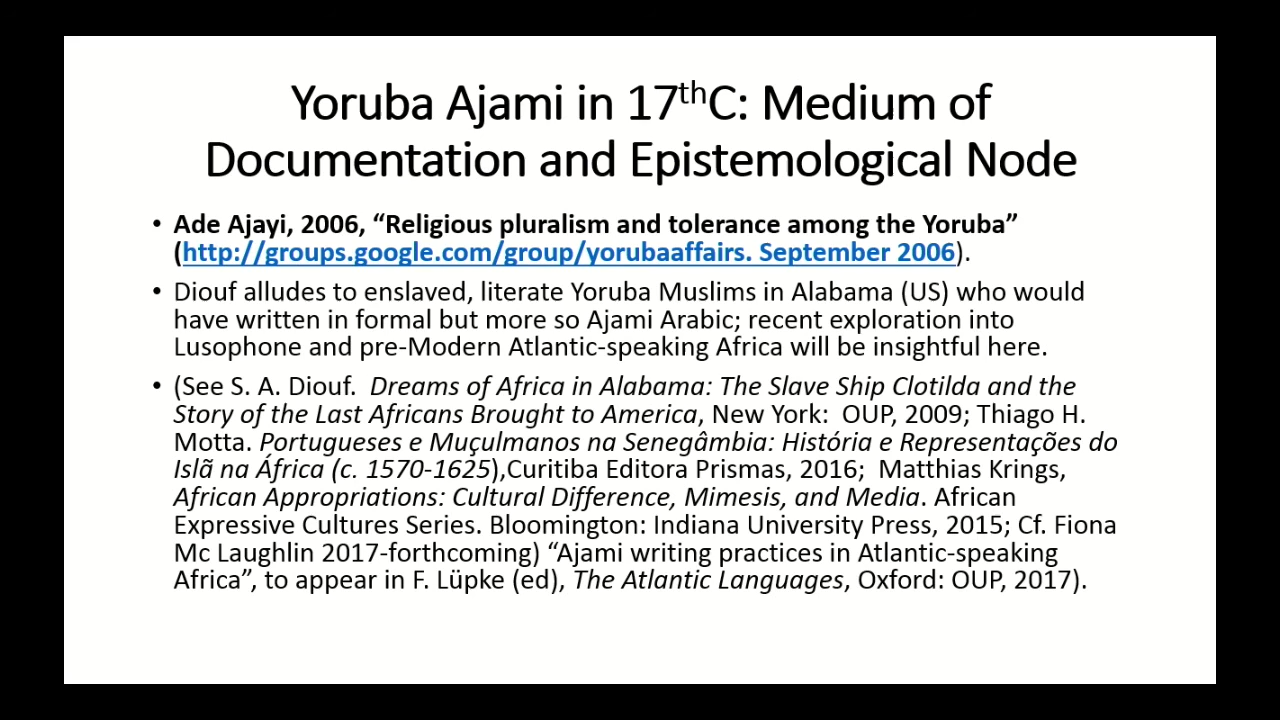 Yoruba Ajami in 17thC: Medium of
Documentation and Epistemological Node
• Ade Ajayi, 2006, “Religious pluralism and tolerance among the Yoruba”
(http://groups.google.com/group/yorubaaffairs. September 2006).
• Diouf alludes to enslaved, literate Yoruba Muslims in Alabama (US) who would
have written in formal but more so Ajami Arabic; recent exploration into
Lusophone and pre-Modern Atlantic-speaking Africa will be insightful here.
• (See S. A. Diouf.  Dreams of Africa in Alabama: The Slave Ship Clotilda and the
Story of the Last Africans Brought to America, New York:  OUP, 2009; Thiago H.
Motta. Portugueses e Muçulmanos na Senegâmbia: História e Representações do
Islã na África (c. 1570-1625),Curitiba Editora Prismas, 2016;  Matthias Krings,
African Appropriations: Cultural Difference, Mimesis, and Media. African
Expressive Cultures Series. Bloomington: Indiana University Press, 2015; Cf. Fiona
Mc Laughlin 2017-forthcoming) “Ajami writing practices in Atlantic-speaking
Africa”, to appear in F. Lüpke (ed), The Atlantic Languages, Oxford: OUP, 2017).